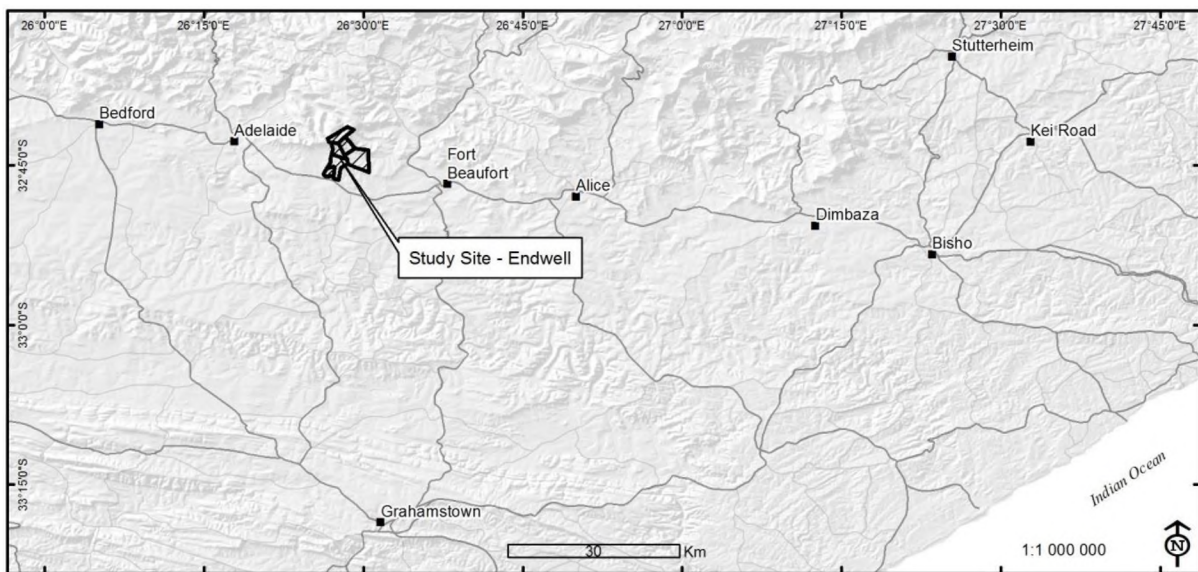 26°0'0"E
26°15'0"E
26°30'0"E
26°45'0"E
27°0'0"E
27°15'0"E
27°30'0"E
27°45'0"E
Stutterheim
Bedford
Adelaide
Kei Road
32°45'0"S
Fort
Beaufort
Alice
Dimbaza
Bisho
Study Site - Endwell
33°0'0"S
33°15'0"S
Indian Ocean
Grahamstown
30
Km
1:1 000 000
N